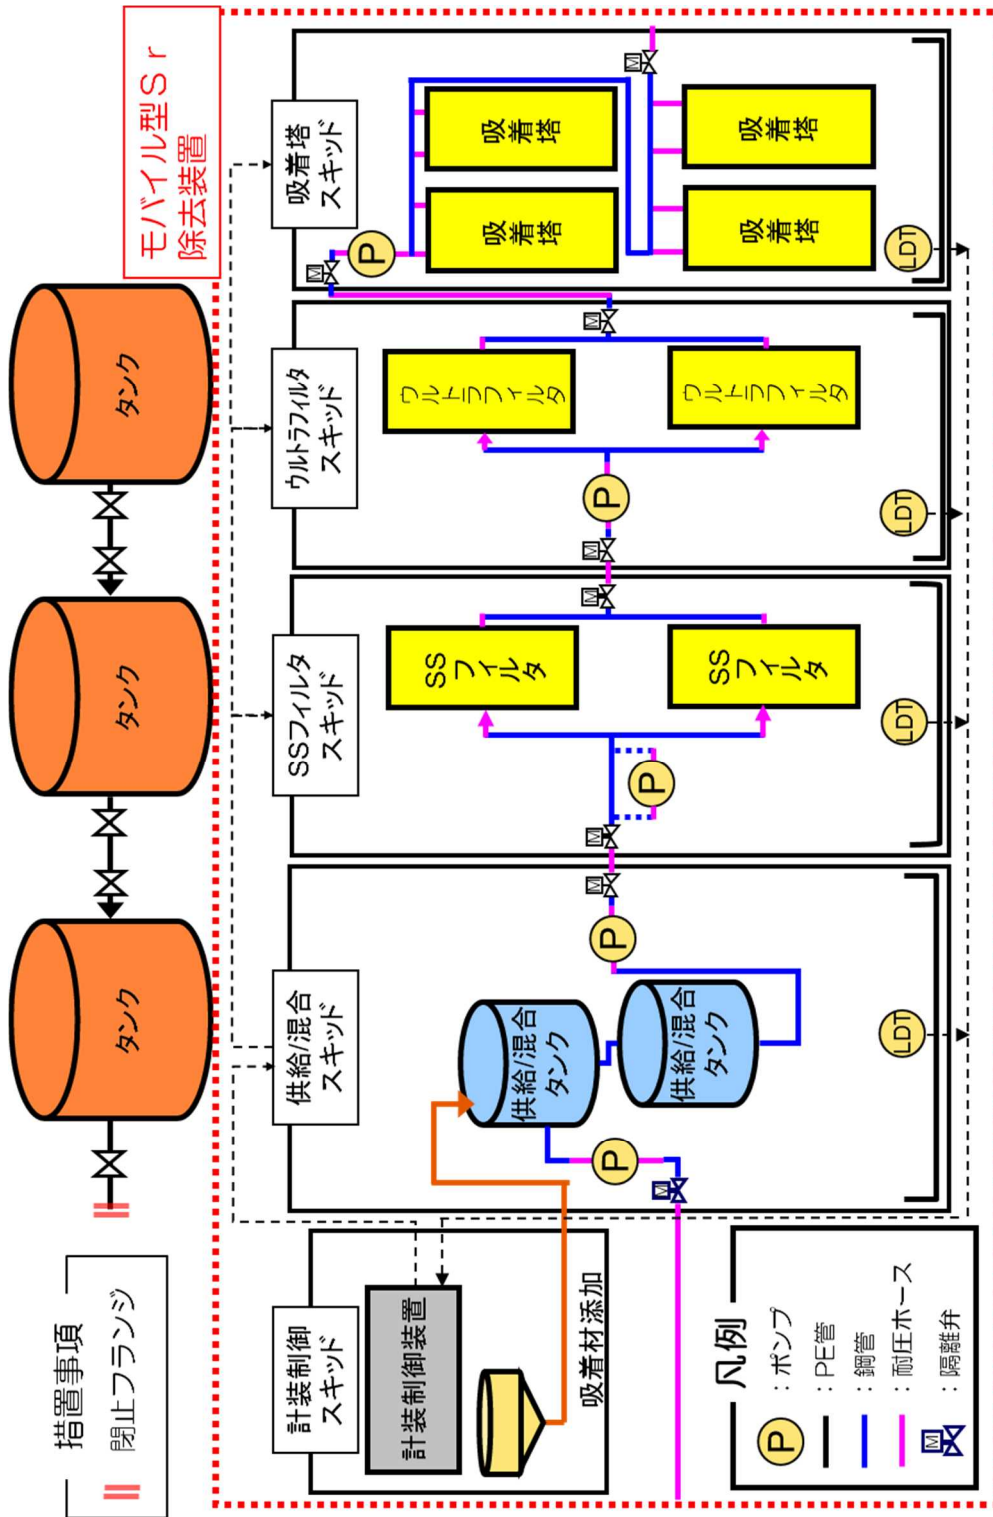 措置事項
閉止フランジ
タンク
タンク
タンク
モバイル型Ｓｒ
除去装置
計装制御
スキッド
計装制御装置
吸着材添加
供給/混合
スキッド
供給/混合
タンク
供給/混合
タンク
P
P
M
M
LDT
SSフィルタ
スキッド
SS
フィルタ
SS
フィルタ
P
M
M
LDT
ウルトラフィルタ
スキッド
ウルトラフィルタ
ウルトラフィルタ
P
M
M
LDT
吸着塔
スキッド
吸着塔
吸着塔
吸着塔
吸着塔
P
M
M
LDT
凡例
P：ポンプ
：PE管
：鋼管
：耐圧ホース
M：隔離弁